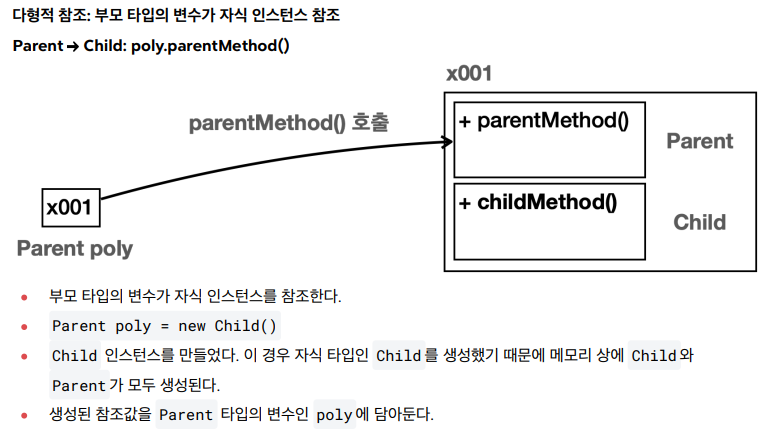 다형적 참조: 부모 타입의 변수가 자식 인스턴스 참조
Parent → Child: poly.parentMethod()
x001
parentMethod() 호출
+ parentMethod()
Parent
x001
+ childMethod()
Child
Parent poly
• 부모 타입의 변수가 자식 인스턴스를 참조한다.
• Parent poly = new Child()
• Child 인스턴스를 만들었다. 이 경우 자식 타입인 Child를 생성했기 때문에 메모리 상에 Child와
Parent가 모두 생성된다.
• 생성된 참조값을 Parent 타입의 변수인 poly에 담아둔다.